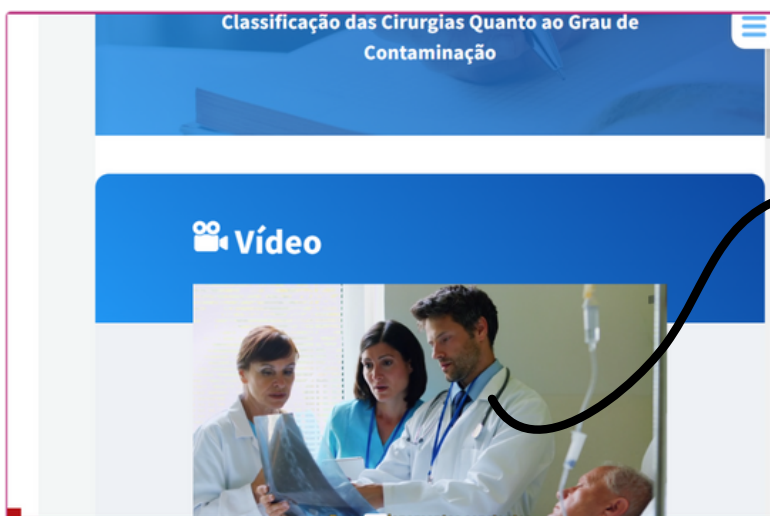 Classificação das Cirurgias Quanto ao Grau de
Contaminação
Vídeo